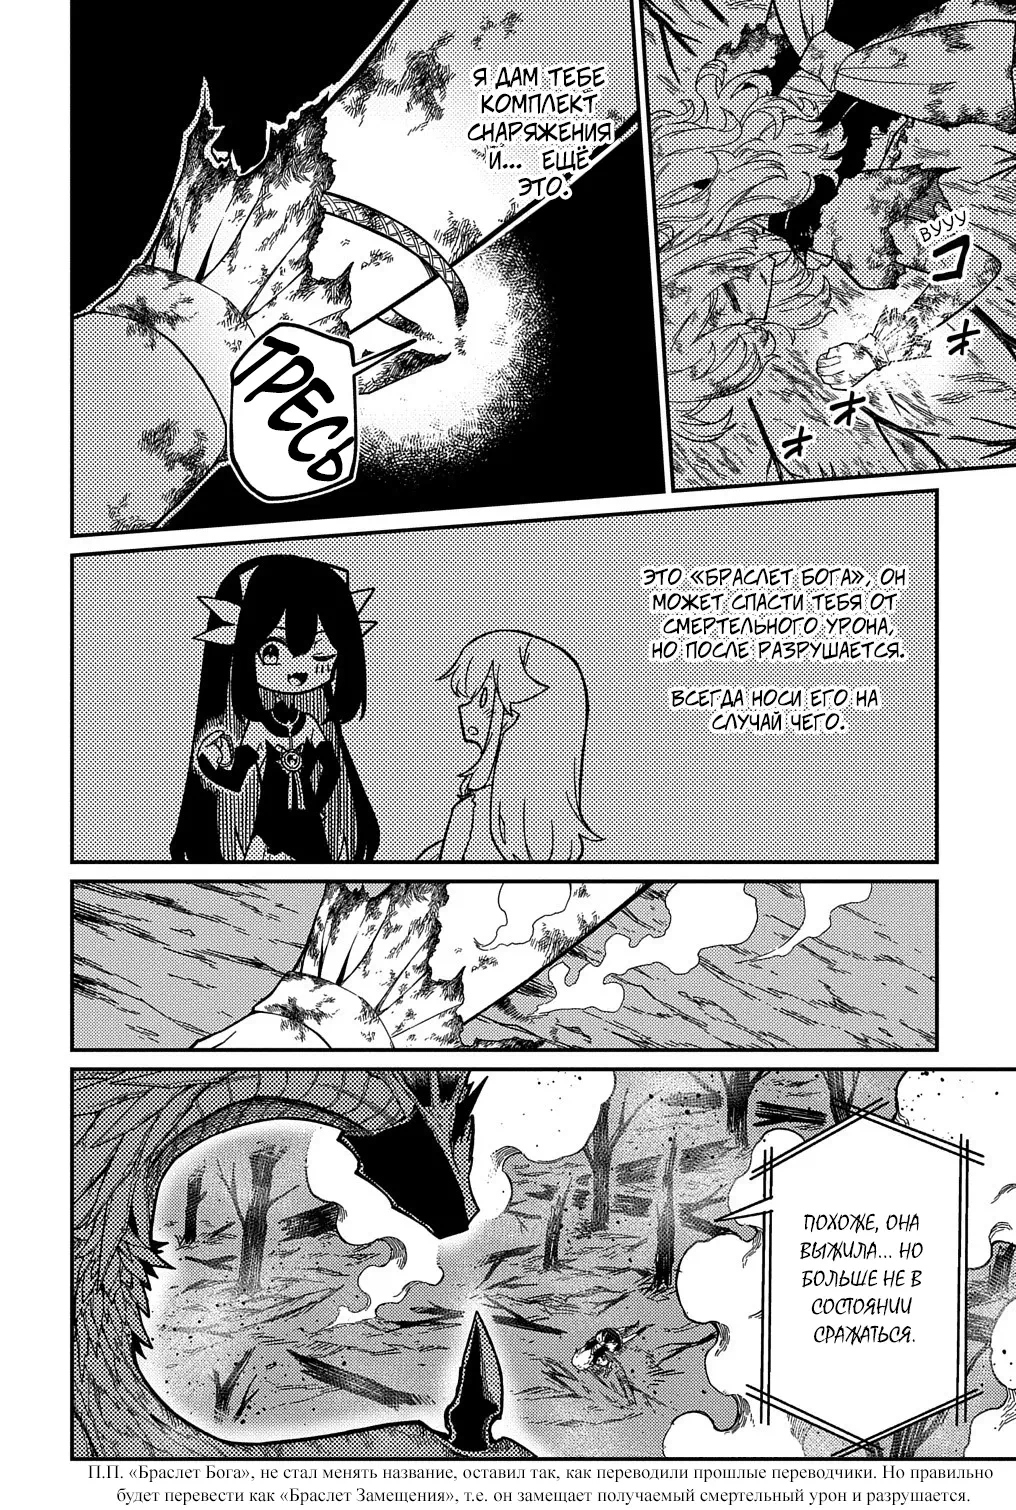 ВУУУ
コ
キ
キ
Я ДАМ ТЕБЕ
КОМПЛЕКТ
СНАРЯЖЕНИЯ
И... ЕЩЁ
ЭТО.
ТРЕСЬ
ЭТО «БРАСЛЕТ БОГА», ОН
МОЖЕТ СПАСТИ ТЕБЯ ОТ
СМЕРТЕЛЬНОГО УРОНА,
НО ПОСЛЕ РАЗРУШАЕТСЯ.
ВСЕГДА НОСИ ЕГО НА
СЛУЧАЙ ЧЕГО.
ПОХОЖЕ, ОНА
ВЫЖИЛА... НО
БОЛЬШЕ НЕ В
СОСТОЯНИИ
СРАЖАТЬСЯ.
П.П. «Браслет Бога», не стал менять название, оставил так, как переводили прошлые переводчики. Но правильно
будет перевести как «Браслет Замещения», т.е. он замещает получаемый смертельный урон и разрушается.